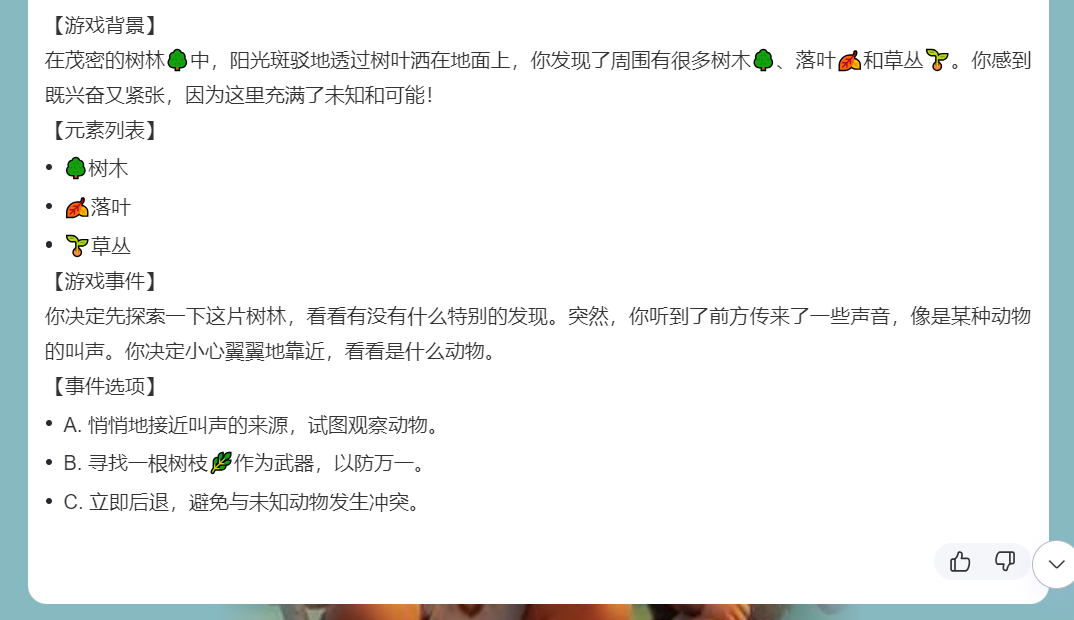 【游戏背景】
在茂密的树林🌳中，阳光斑驳地透过树叶洒在地面上，你发现了周围有很多树木🌳、落叶🍂和草丛🌱。你感到
既兴奋又紧张，因为这里充满了未知和可能！
【元素列表】
• 🌳树木
• 🍂落叶
• 🌱草丛
【游戏事件】
你决定先探索一下这片树林，看看有没有什么特别的发现。突然，你听到了前方传来了一些声音，像是某种动物
的叫声。你决定小心翼翼地靠近，看看是什么动物。
【事件选项】
• A. 悄悄地接近叫声的来源，试图观察动物。
• B. 寻找一根树枝🌿作为武器，以防万一。
• C. 立即后退，避免与未知动物发生冲突。